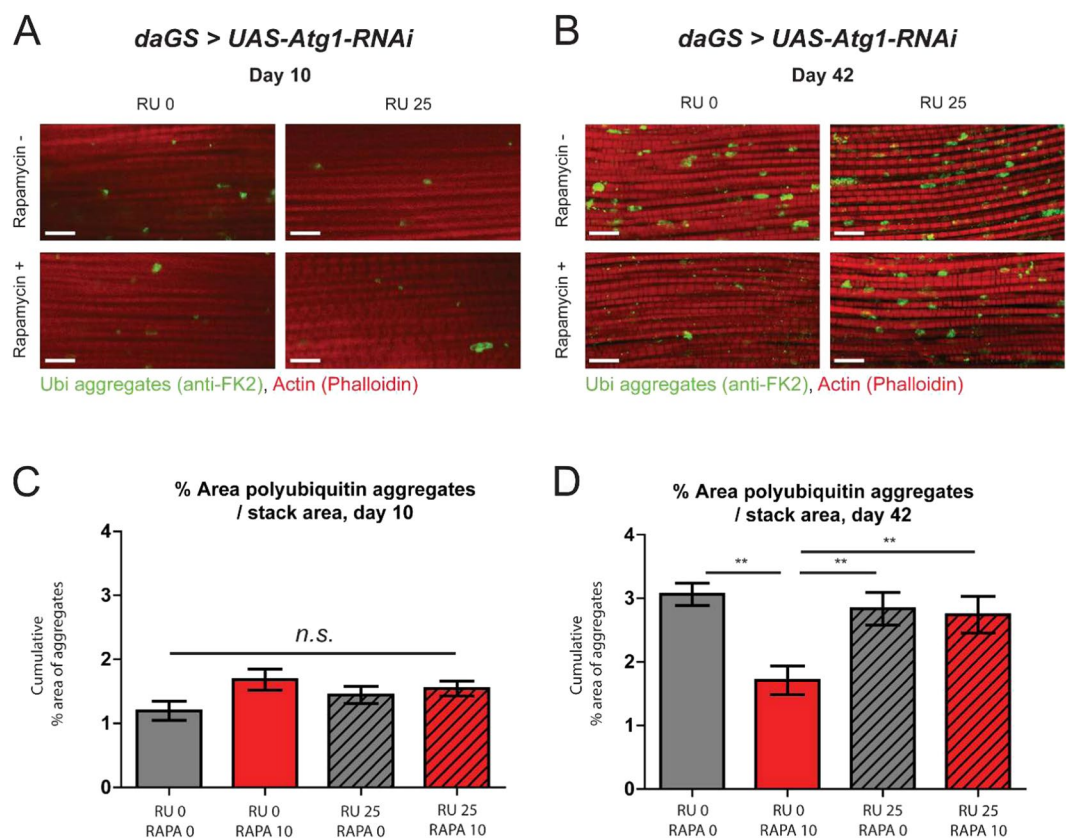 A
daGS > UAS-Atg1-RNAi
Day 10
RU 0 RU 25
Rapamycin -
Rapamycin +
Ubi aggregates (anti-FK2), Actin (Phalloidin)
B
daGS > UAS-Atg1-RNAi
Day 42
RU 0 RU 25
Rapamycin -
Rapamycin +
Ubi aggregates (anti-FK2), Actin (Phalloidin)
C
% Area polyubiquitin aggregates
/ stack area, day 10
Cumulative
% area of aggregates
4
3
2
1
0
n.s.
RU 0 RU 0 RU 25 RU 25
RAPA 0 RAPA 10 RAPA 0 RAPA 10
D
% Area polyubiquitin aggregates
/ stack area, day 42
Cumulative
% area of aggregates
4
3
2
1
0
**
** **
RU 0 RU 0 RU 25 RU 25
RAPA 0 RAPA 10 RAPA 0 RAPA 10